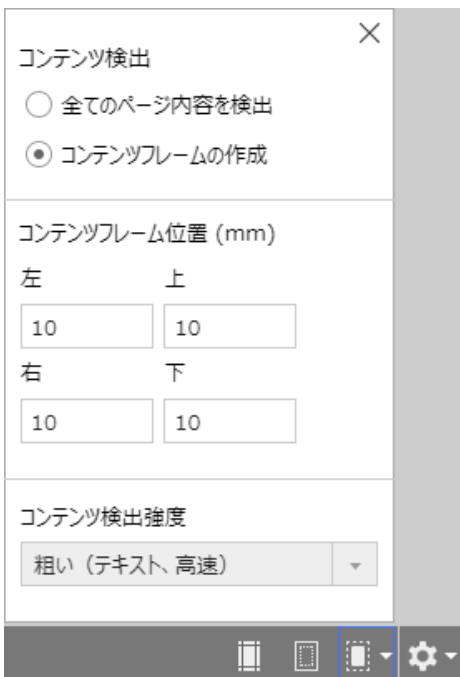 コンテンツ検出
全てのページ内容を検出
コンテンツフレームの作成
コンテンツフレーム位置 (mm)
左 上
10 10
右 下
10 10
コンテンツ検出強度
粗い（テキスト、高速）